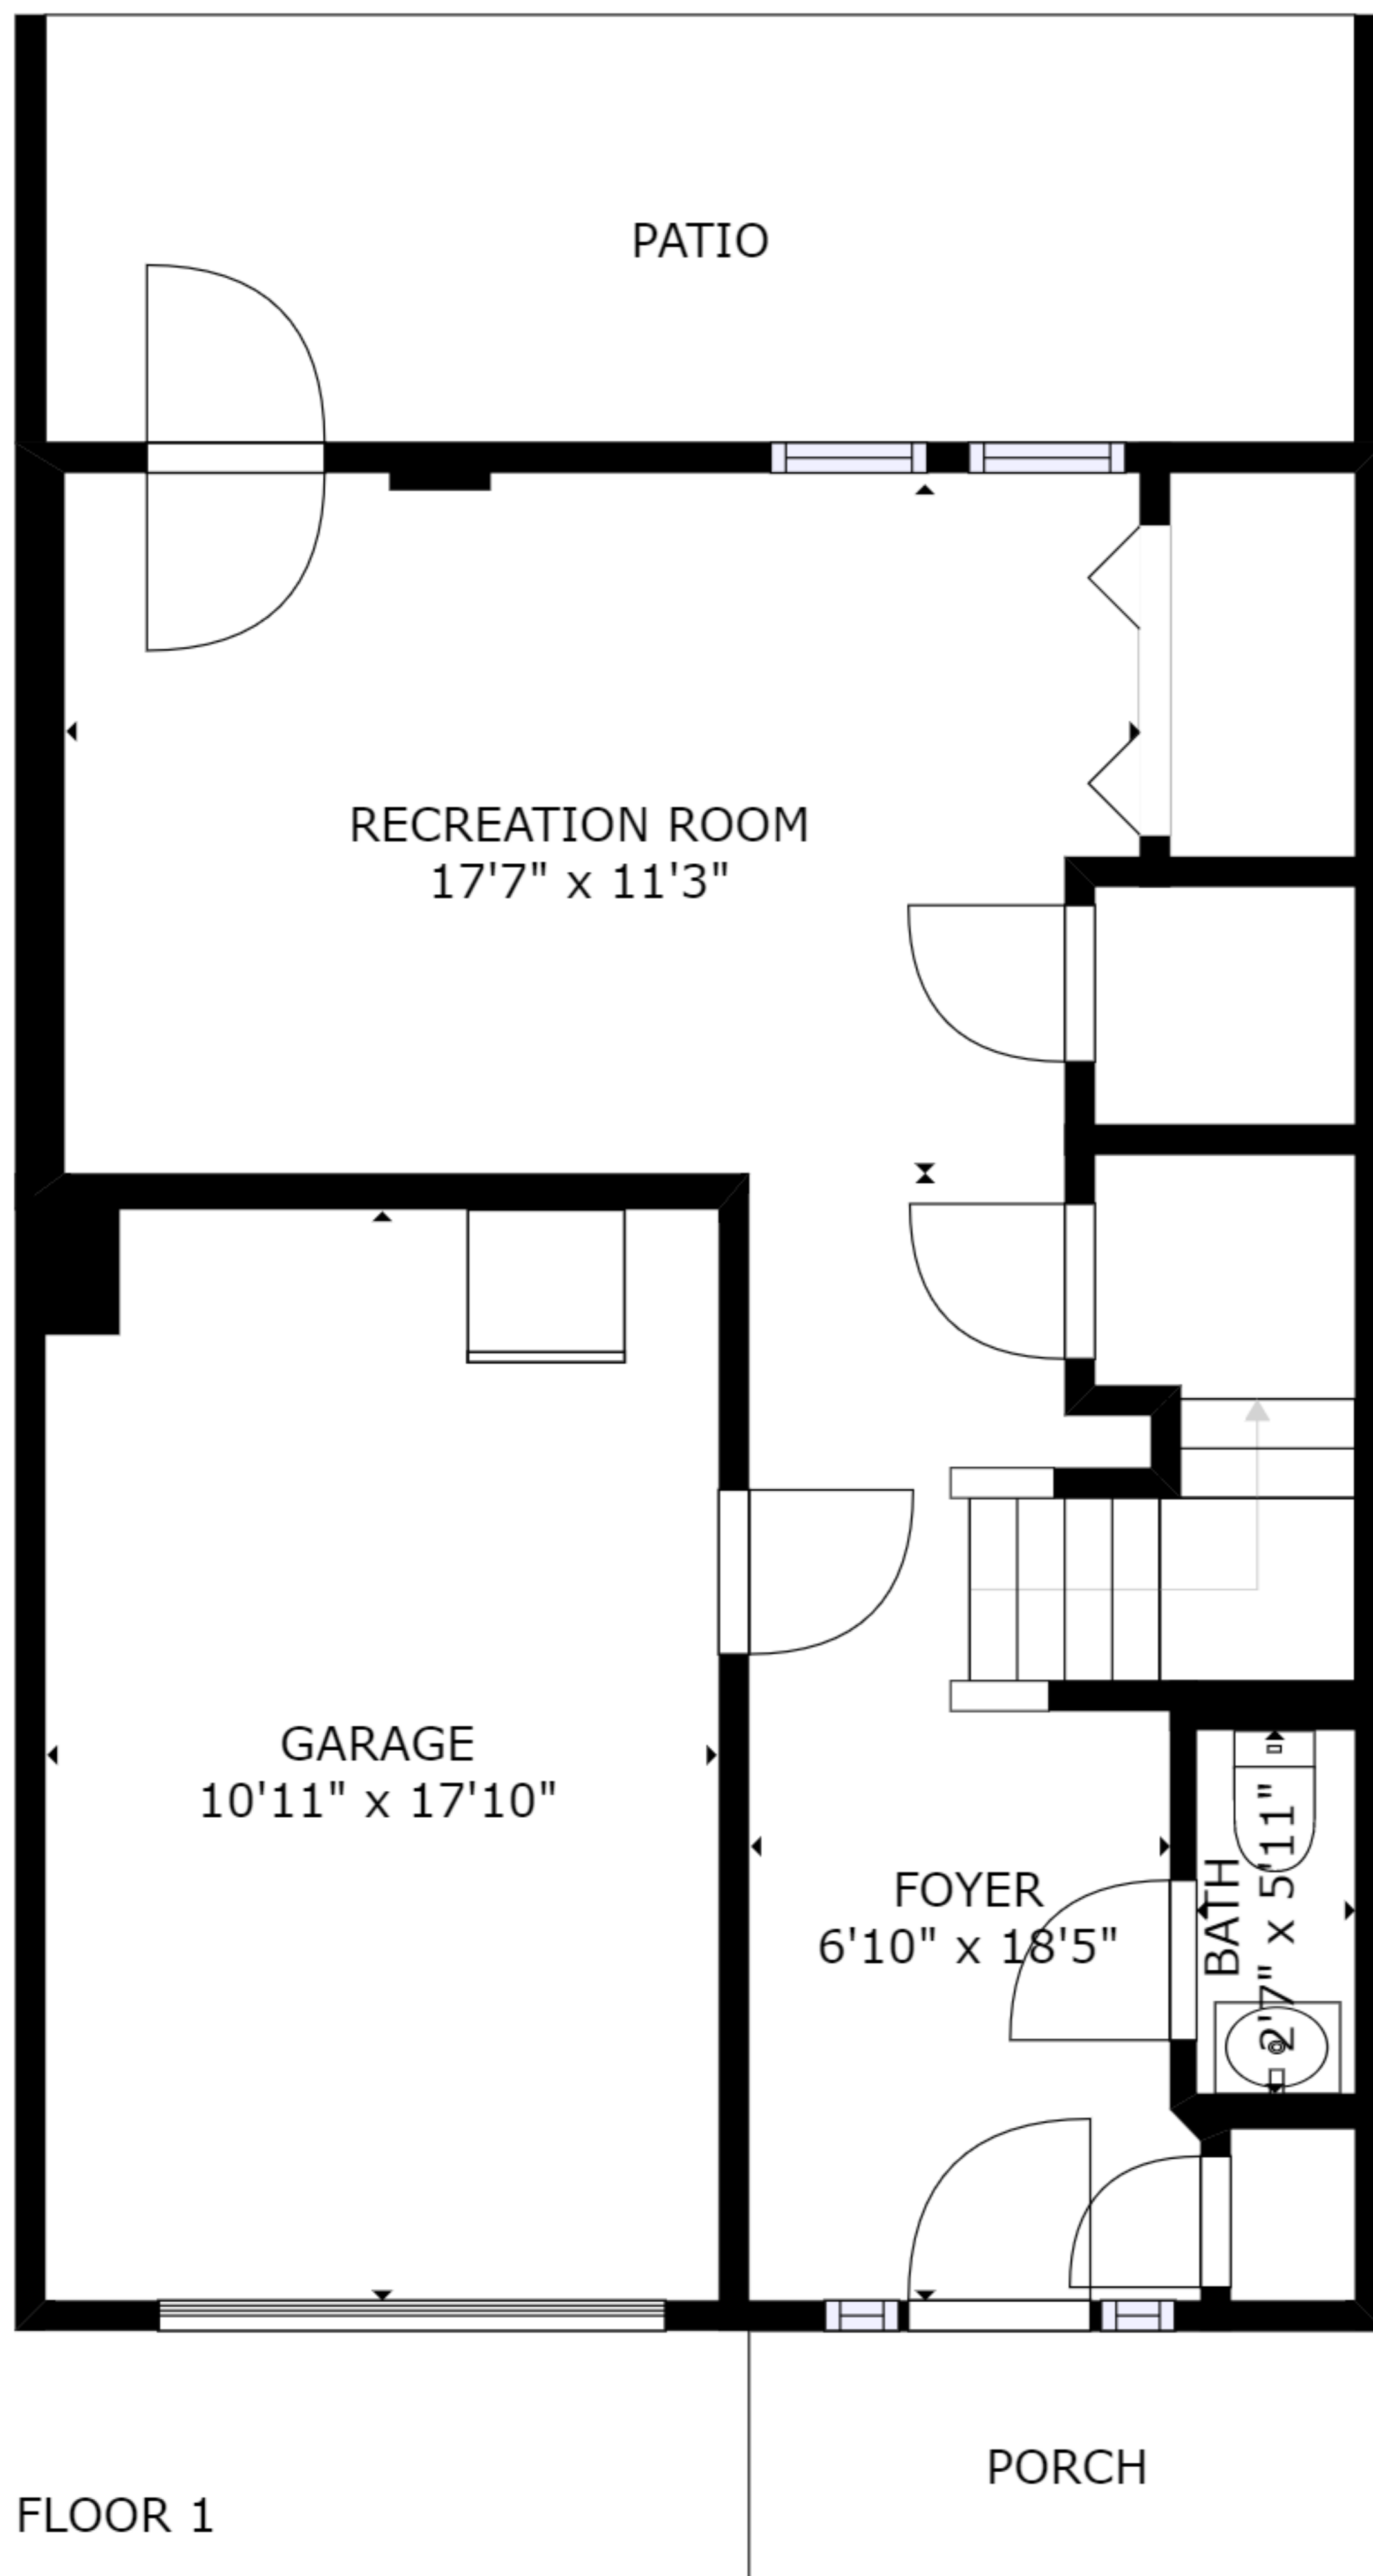 PATIO
RECREATION ROOM
17'7" x 11'3"
GARAGE
10'11" x 17'10"
FOYER
6'10" x 18'5"
BATH
2'7" x 5'11"
PORCH
FLOOR 1